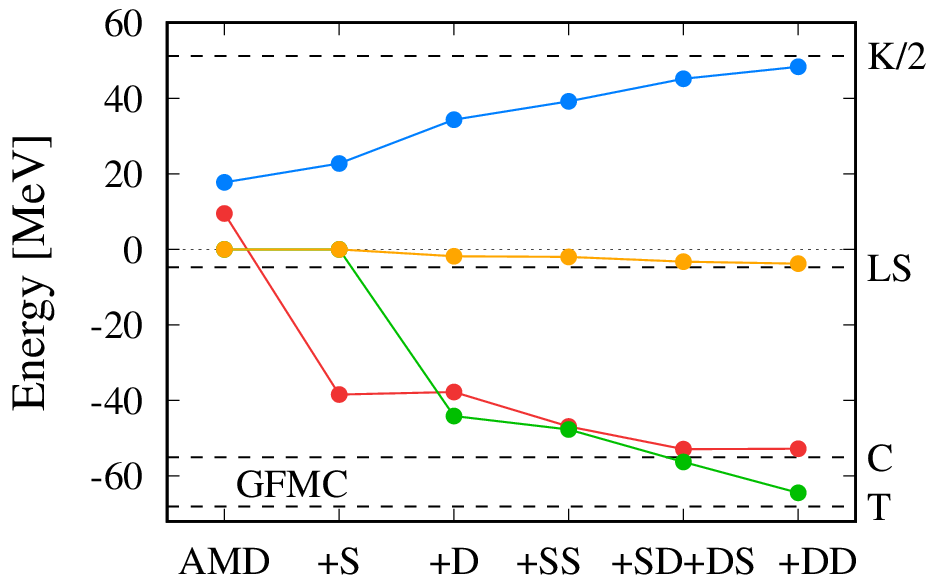 60
K/2
40
20
0
LS
-20
-40
C
-60
GFMC
T
Energy [MeV]
AMD +S +D +SS +SD+DS +DD